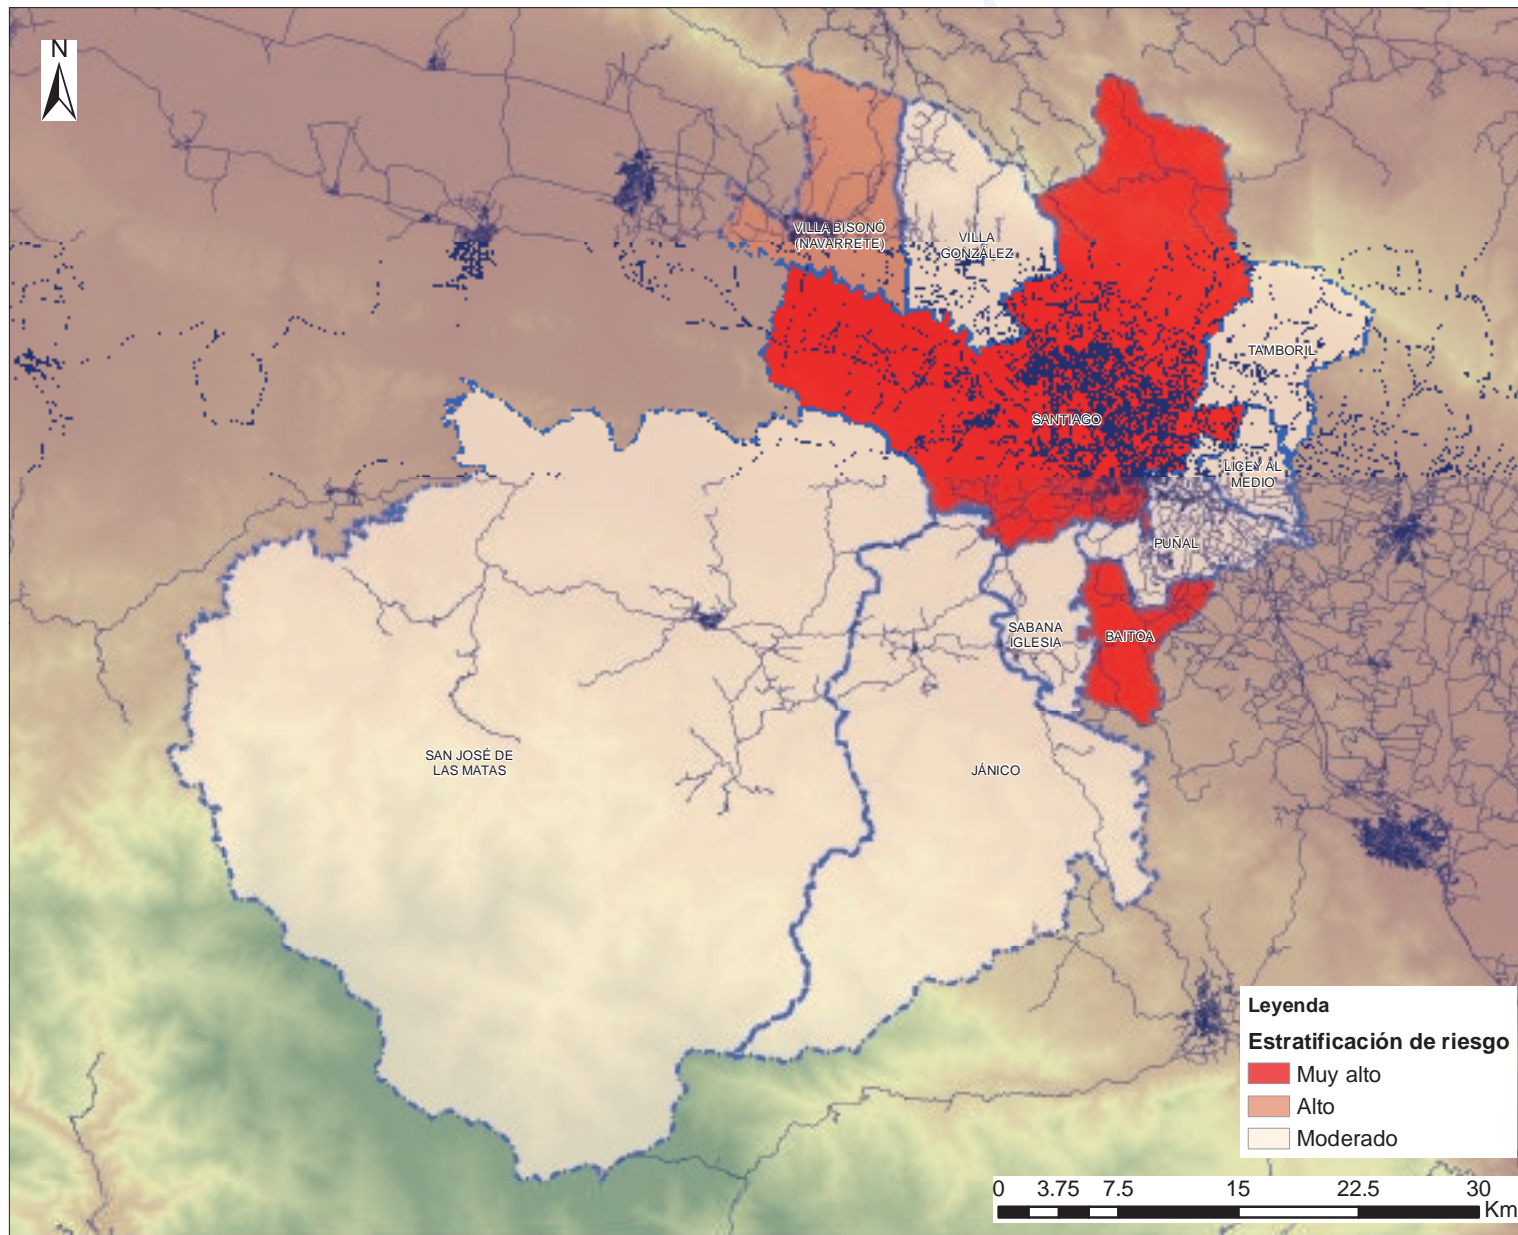 N
VILLA BISONÓ
(NAVARRETE)
VILLA
GONZÁLEZ
TAMBORIL
SANTIAGO
LICEY AL
MEDIO
PUÑAL
SABANA
IGLESIA
BAITOA
SAN JOSÉ DE
LAS MATAS
JÁNICO
Leyenda
Estratificación de riesgo
Muy alto
Alto
Moderado
0 3.75 7.5 15 22.5 30
Km